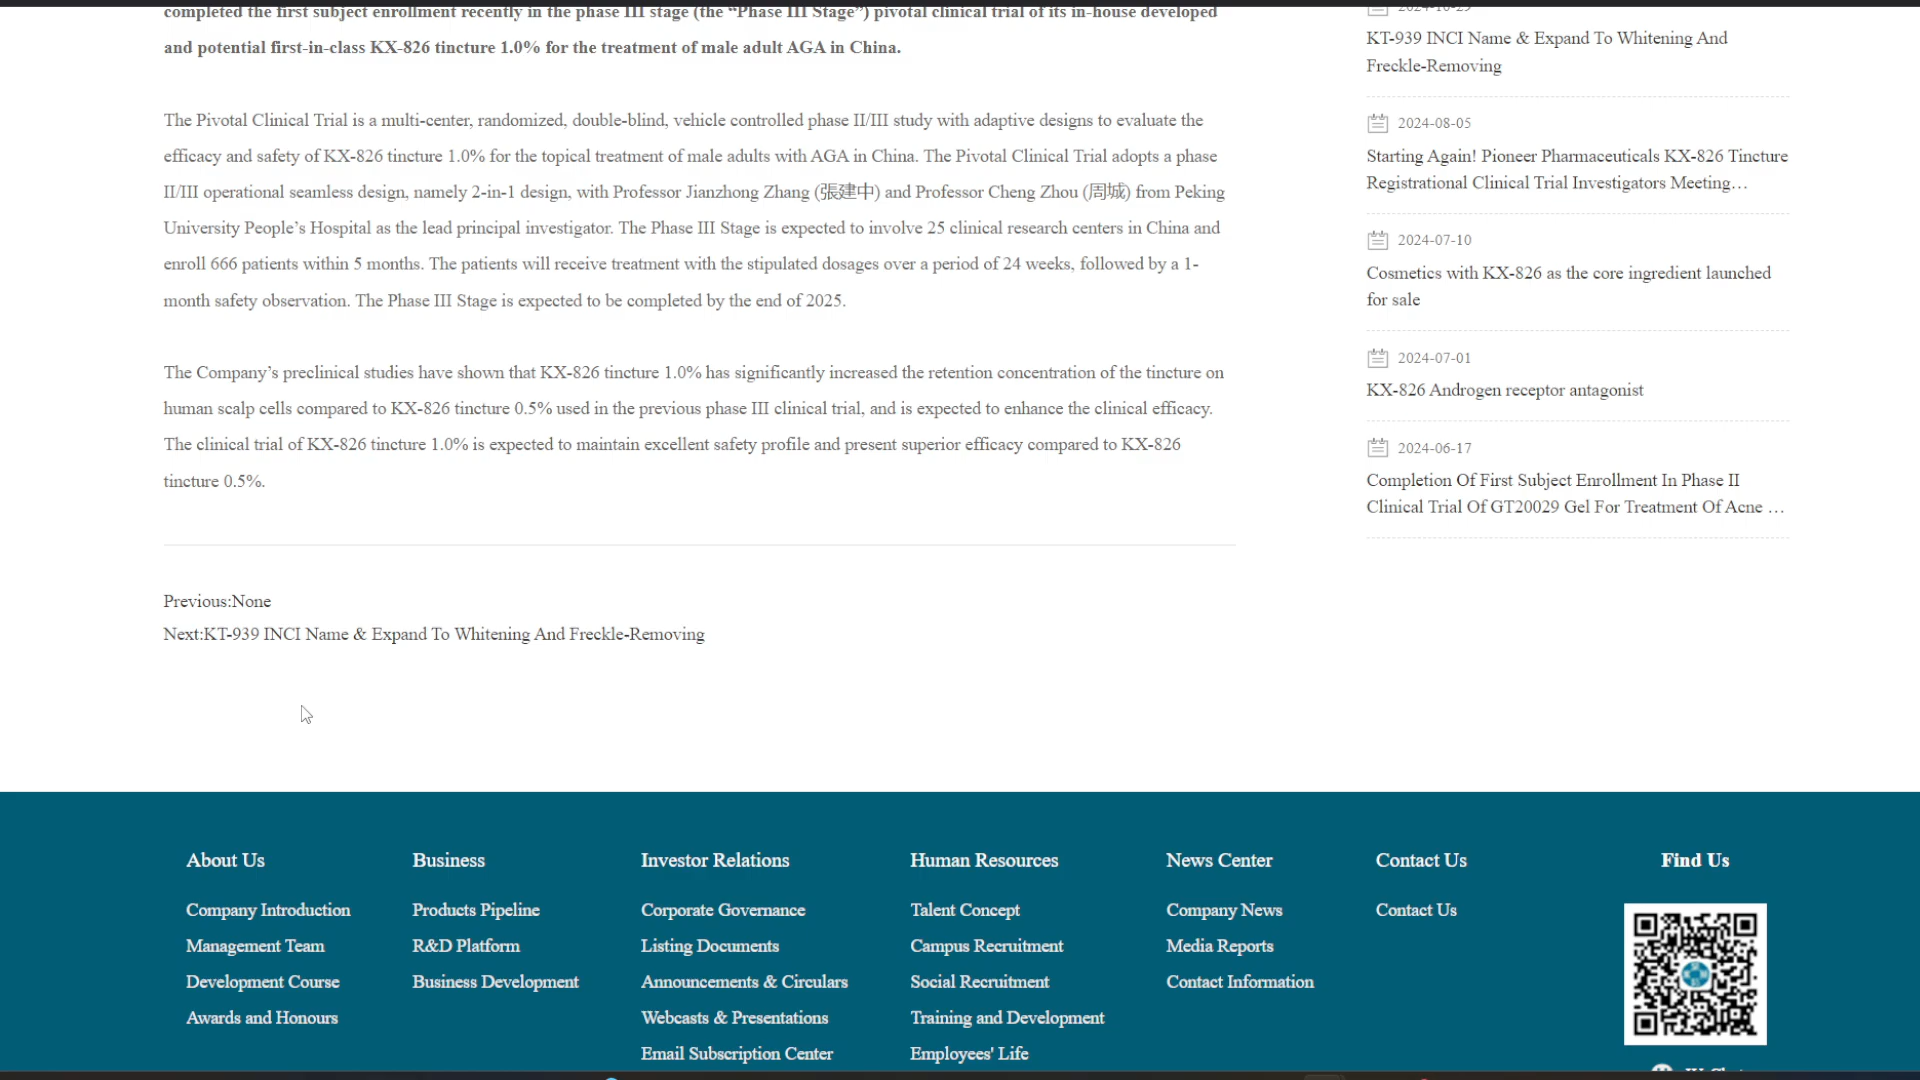 completed the first subject enrollment recently in the phase III stage (the “Phase III Stage”) pivotal clinical trial of its in-house developed
and potential first-in-class KX-826 tincture 1.0% for the treatment of male adult AGA in China.
The Pivotal Clinical Trial is a multi-center, randomized, double-blind, vehicle controlled phase II/III study with adaptive designs to evaluate the
efficacy and safety of KX-826 tincture 1.0% for the topical treatment of male adults with AGA in China. The Pivotal Clinical Trial adopts a phase
II/III operational seamless design, namely 2-in-1 design, with Professor Jianzhong Zhang (張建中) and Professor Cheng Zhou (周城) from Peking
University People’s Hospital as the lead principal investigator. The Phase III Stage is expected to involve 25 clinical research centers in China and
enroll 666 patients within 5 months. The patients will receive treatment with the stipulated dosages over a period of 24 weeks, followed by a 1-
month safety observation. The Phase III Stage is expected to be completed by the end of 2025.
The Company’s preclinical studies have shown that KX-826 tincture 1.0% has significantly increased the retention concentration of the tincture on
human scalp cells compared to KX-826 tincture 0.5% used in the previous phase III clinical trial, and is expected to enhance the clinical efficacy.
The clinical trial of KX-826 tincture 1.0% is expected to maintain excellent safety profile and present superior efficacy compared to KX-826
tincture 0.5%.
Previous:None
Next:KT-939 INCI Name & Expand To Whitening And Freckle-Removing
2024-10-29
KT-939 INCI Name & Expand To Whitening And
Freckle-Removing
2024-08-05
Starting Again! Pioneer Pharmaceuticals KX-826 Tincture
Registrational Clinical Trial Investigators Meeting…
2024-07-10
Cosmetics with KX-826 as the core ingredient launched
for sale
2024-07-01
KX-826 Androgen receptor antagonist
2024-06-17
Completion Of First Subject Enrollment In Phase II
Clinical Trial Of GT20029 Gel For Treatment Of Acne …
About Us
Company Introduction
Management Team
Development Course
Awards and Honours
Business
Products Pipeline
R&D Platform
Business Development
Investor Relations
Corporate Governance
Listing Documents
Announcements & Circulars
Webcasts & Presentations
Email Subscription Center
Human Resources
Talent Concept
Campus Recruitment
Social Recruitment
Training and Development
Employees' Life
News Center
Company News
Media Reports
Contact Information
Contact Us
Contact Us
Find Us